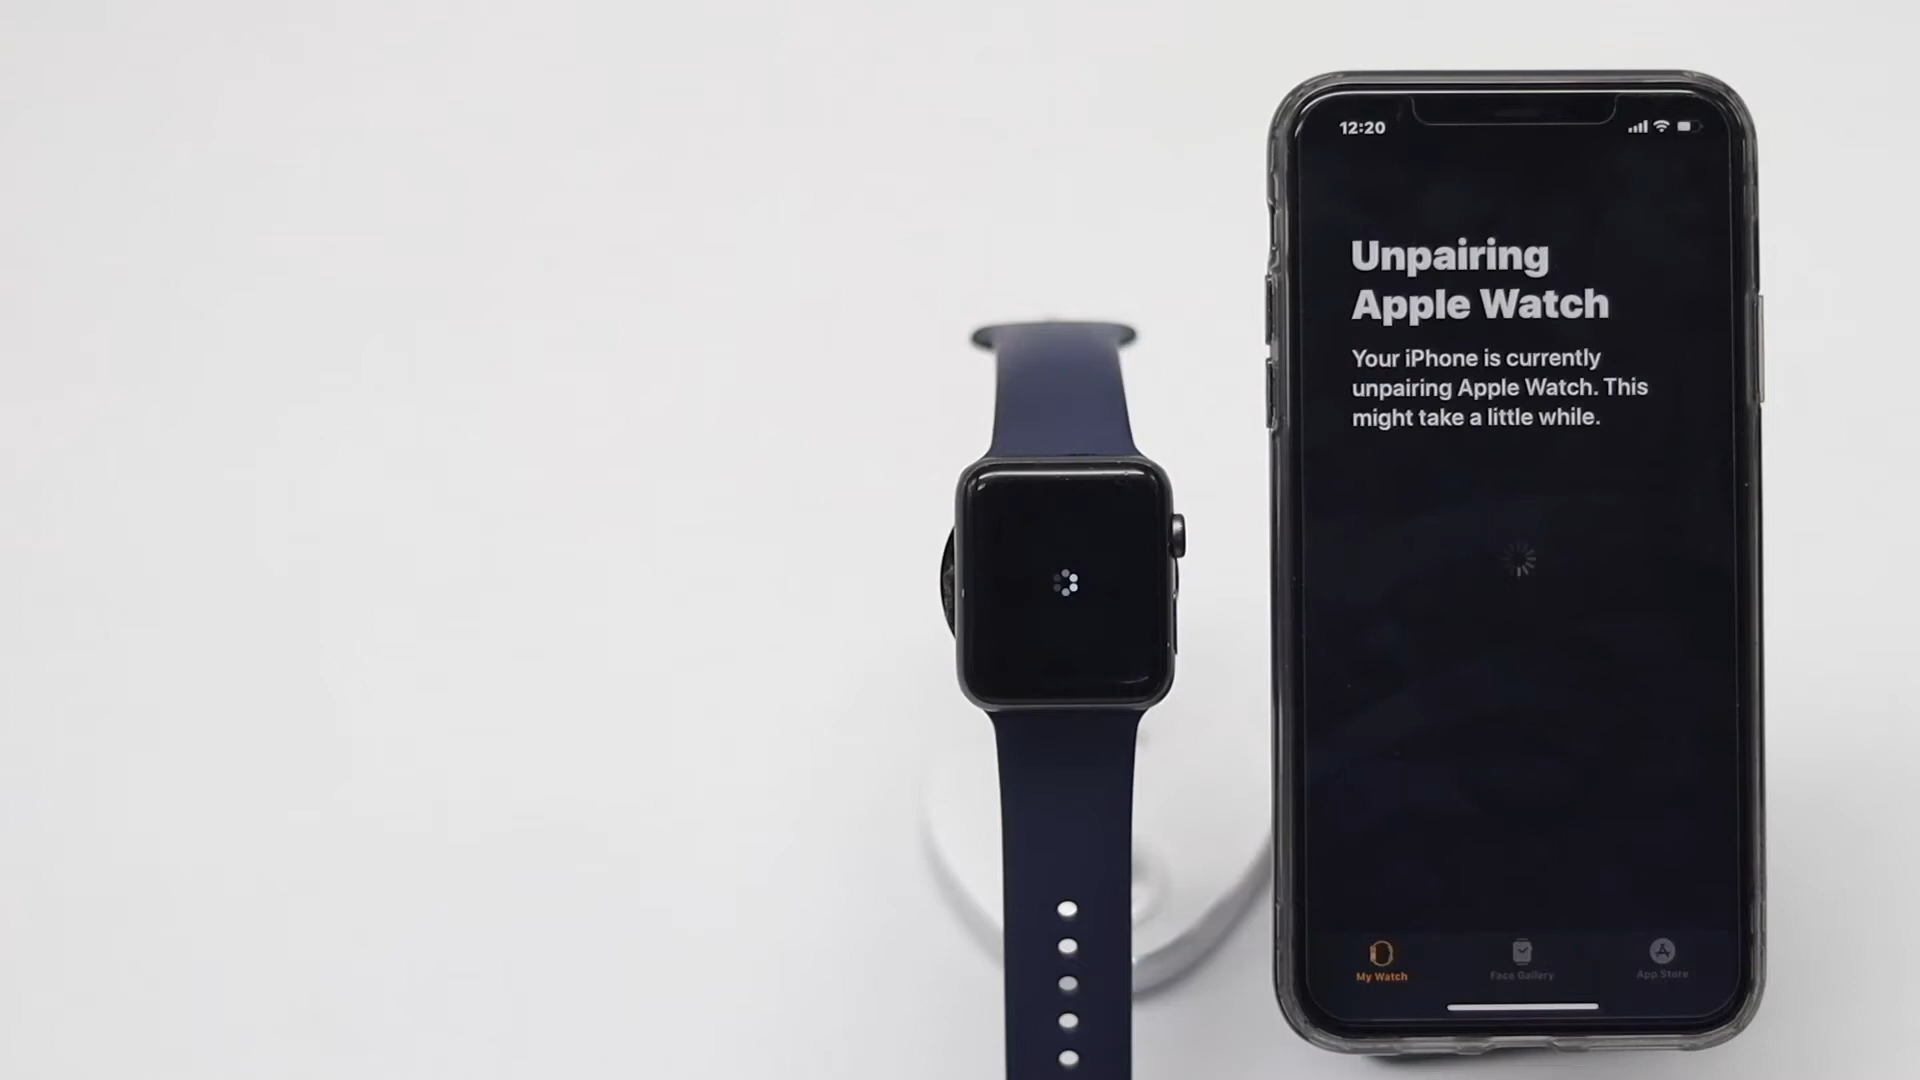 12:20
Unpairing
Apple Watch
Your iPhone is currently
unpairing Apple Watch. This
might take a little while.
My Watch
Face Gallery
App Store